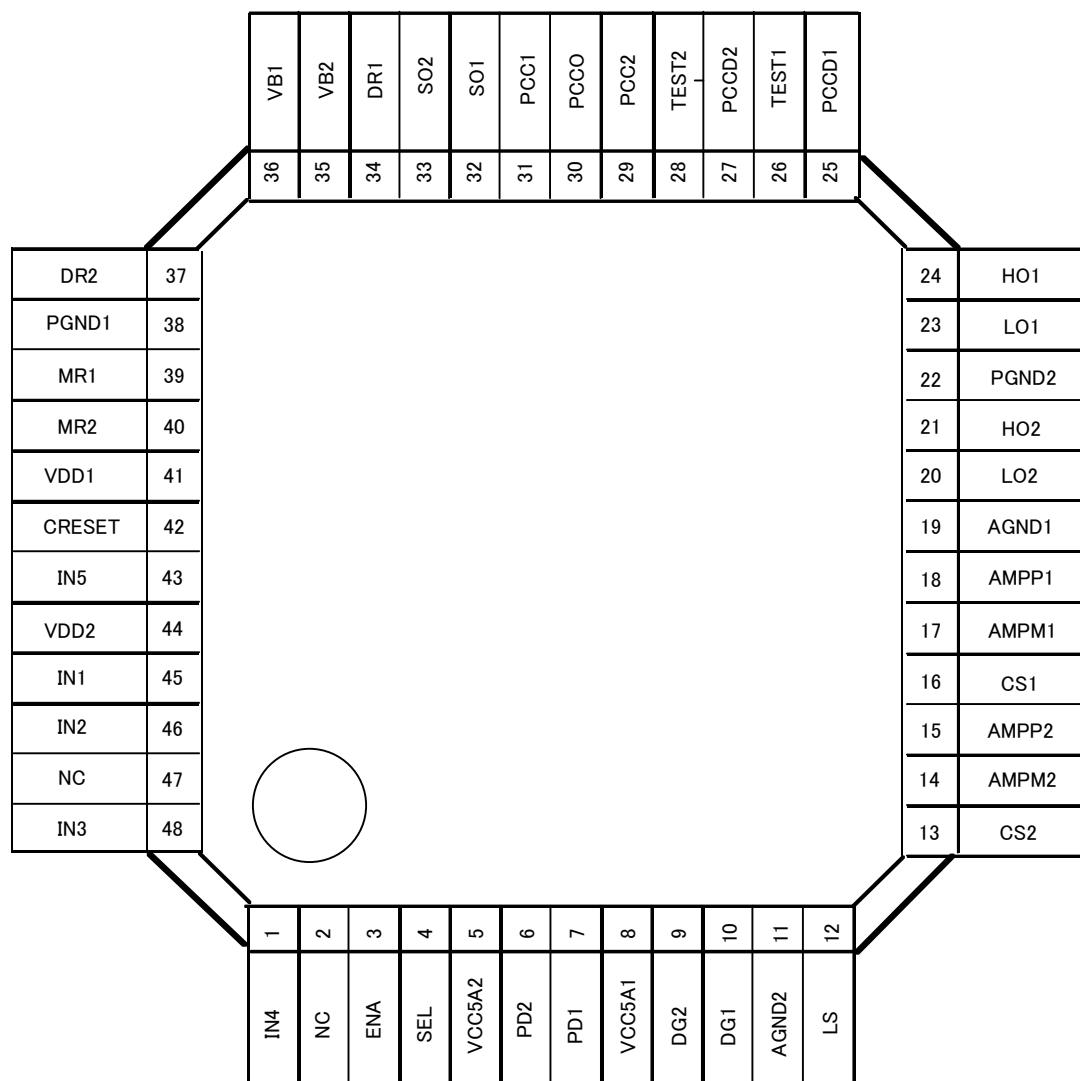 VB1 VB2 DR1 SO2 SO1 PCC1 PCCO PCC2 TEST2 PCCD2 TEST1 PCCD1
36 35 34 33 32 31 30 29 28 27 26 25
DR2 37
PGND1 38
MR1 39
MR2 40
VDD1 41
CRESET 42
IN5 43
VDD2 44
IN1 45
IN2 46
NC 47
IN3 48
24 HO1
23 LO1
22 PGND2
21 HO2
20 LO2
19 AGND1
18 AMPP1
17 AMPM1
16 CS1
15 AMPP2
14 AMPM2
13 CS2
1 2 3 4 5 6 7 8 9 10 11 12
IN4 NC ENA SEL VCC5A2 PD2 PD1 VCC5A1 DG2 DG1 AGND2 LS